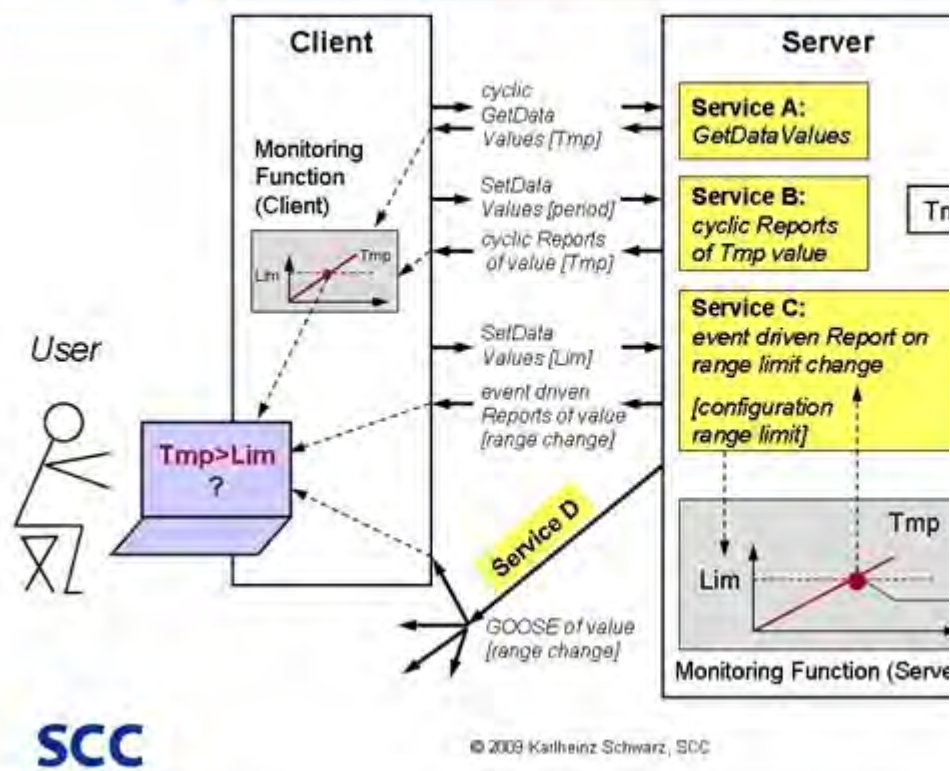 Client
Server
cyclic
GetData
Values [Tmp]
Service A:
GetDataValues
Monitoring
Function
(Client)
SetData
Values [period]
Service B:
cyclic Reports
of Tmp value
cyclic Reports
of value [Tmp]
Tmp
Lim
Service C:
event driven Report on
range limit change
[configuration
range limit]
SetData
Values [Lim]
event driven
Reports of value
[range change]
User
Tmp>Lim
?
Service D
GOOSE of value
[range change]
Tmp
Lim
Monitoring Function
SCC
© 2009 Karlheinz Schwarz, SCC